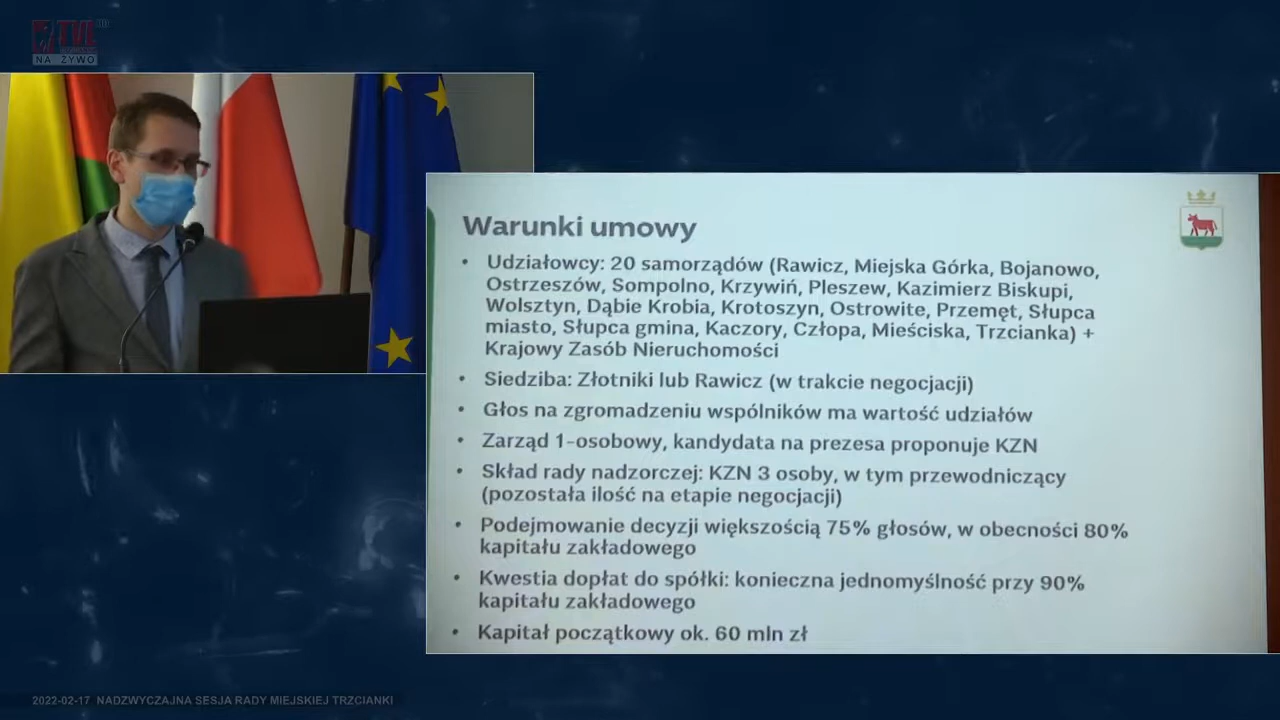 TVL
NA ŻYWO
Warunki umowy
• Udziałowcy: 20 samorządów (Rawicz, Miejska Górka, Bojanowo,
Ostrzeszów, Sompolno, Krzywiń, Pleszew, Kazimierz Biskupi,
Wolsztyn, Dąbie Krobia, Krotoszyn, Ostrowite, Przemęt, Słupca
miasto, Słupca gmina, Kaczory, Człopa, Mieściska, Trzcianka) +
Krajowy Zasób Nieruchomości
• Siedziba: Złotniki lub Rawicz (w trakcie negocjacji)
• Głos na zgromadzeniu wspólników ma wartość udziałów
• Zarząd 1-osobowy, kandydata na prezesa proponuje KZN
• Skład rady nadzorczej: KZN 3 osoby, w tym przewodniczący
(pozostała ilość na etapie negocjacji)
• Podejmowanie decyzji większością 75% głosów, w obecności 80%
kapitału zakładowego
• Kwestia dopłat do spółki: konieczna jednomyślność przy 90%
kapitału zakładowego
• Kapitał początkowy ok. 60 mln zł
2022-02-17 NADZWYCZAJNA SESJA RADY MIEJSKIEJ TRZCIANKI